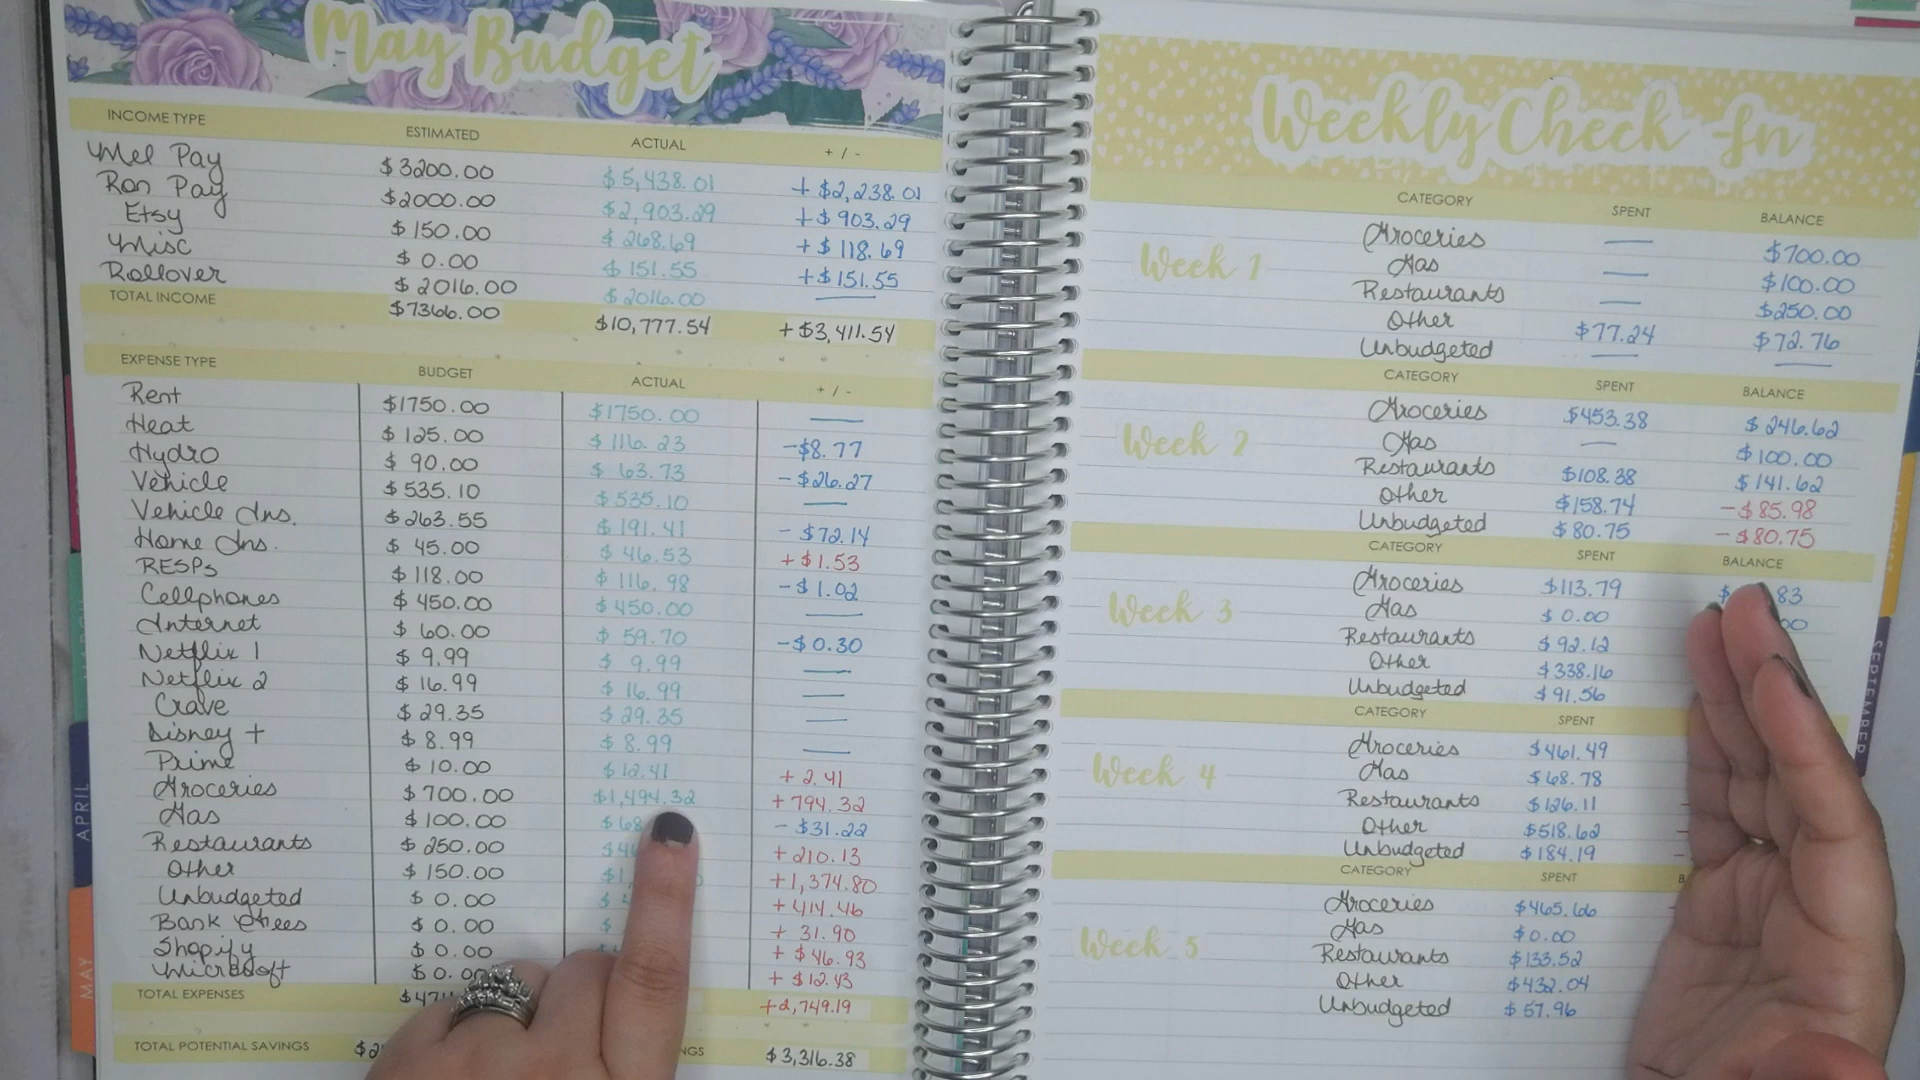 May Budget
INCOME TYPE ESTIMATED ACTUAL + / -
Mel Pay $3200.00 $5,438.01 + $2,238.01
Ron Pay $2000.00 $2,903.29 + $903.29
Etsy $150.00 $268.69 + $118.69
Misc $0.00 $151.55 + $151.55
Rollover $2016.00 $2016.00 —
TOTAL INCOME $7366.00 $10,777.54 + $3,411.54
EXPENSE TYPE BUDGET ACTUAL + / -
Rent $1750.00 $1750.00 —
Heat $125.00 $116.23 -$8.77
Hydro $90.00 $63.73 -$26.27
Vehicle $535.10 $535.10 —
Vehicle Ins. $263.55 $191.41 -$72.14
Home Ins. $45.00 $46.53 +$1.53
RESPs $118.00 $116.98 -$1.02
Cellphones $450.00 $450.00 —
Internet $60.00 $59.70 -$0.30
Netflix 1 $9.99 $9.99 —
Netflix 2 $16.99 $16.99 —
Crave $29.35 $29.35 —
Disney + $8.99 $8.99 —
Prime $10.00 $12.41 + 2.41
Groceries $700.00 $1,494.32 + 794.32
Gas $100.00 $68 - $31.22
Restaurants $250.00 +210.13
Other $150.00 +1,374.80
Unbudgeted $0.00 + 414.46
Bank Fees $0.00 + 31.90
Shopify $0.00 + $46.93
Microsoft $0.00 + $12.43
TOTAL EXPENSES $474 +2,749.19
TOTAL POTENTIAL SAVINGS $2 NGS $3,316.38
Weekly Check-In
CATEGORY SPENT BALANCE
Week 1
Groceries — $700.00
Gas — $100.00
Restaurants — $250.00
Other $77.24 $72.76
Unbudgeted — —
CATEGORY SPENT BALANCE
Week 2
Groceries $453.38 $246.62
Gas — $100.00
Restaurants $108.38 $141.62
Other $158.74 -$85.98
Unbudgeted $80.75 -$80.75
CATEGORY SPENT BALANCE
Week 3
Groceries $113.79 $ 83
Gas $0.00 00
Restaurants $92.12
Other $338.16
Unbudgeted $91.56
CATEGORY SPENT
Week 4
Groceries $461.49
Gas $68.78
Restaurants $126.11
Other $518.62
Unbudgeted $184.19
CATEGORY SPENT B
Week 5
Groceries $465.66
Gas $0.00
Restaurants $133.52
Other $432.04
Unbudgeted $57.96
APRIL
MAY
SEPTEMBER